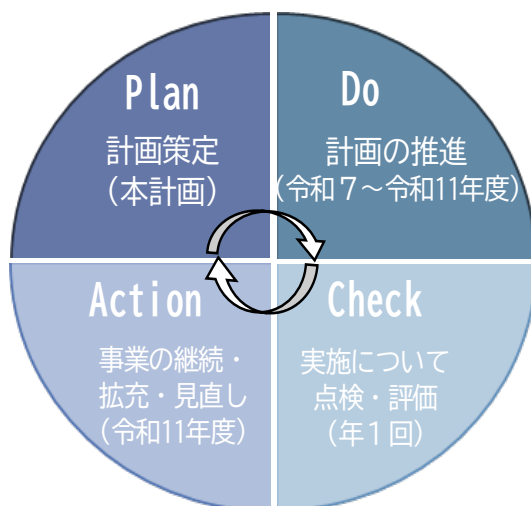 Plan
計画策定
(本計画)
Do
計画の推進
(令和７～令和11年度)
Action
事業の継続・
拡充・見直し
(令和11年度)
Check
実施について
点検・評価
(年１回)